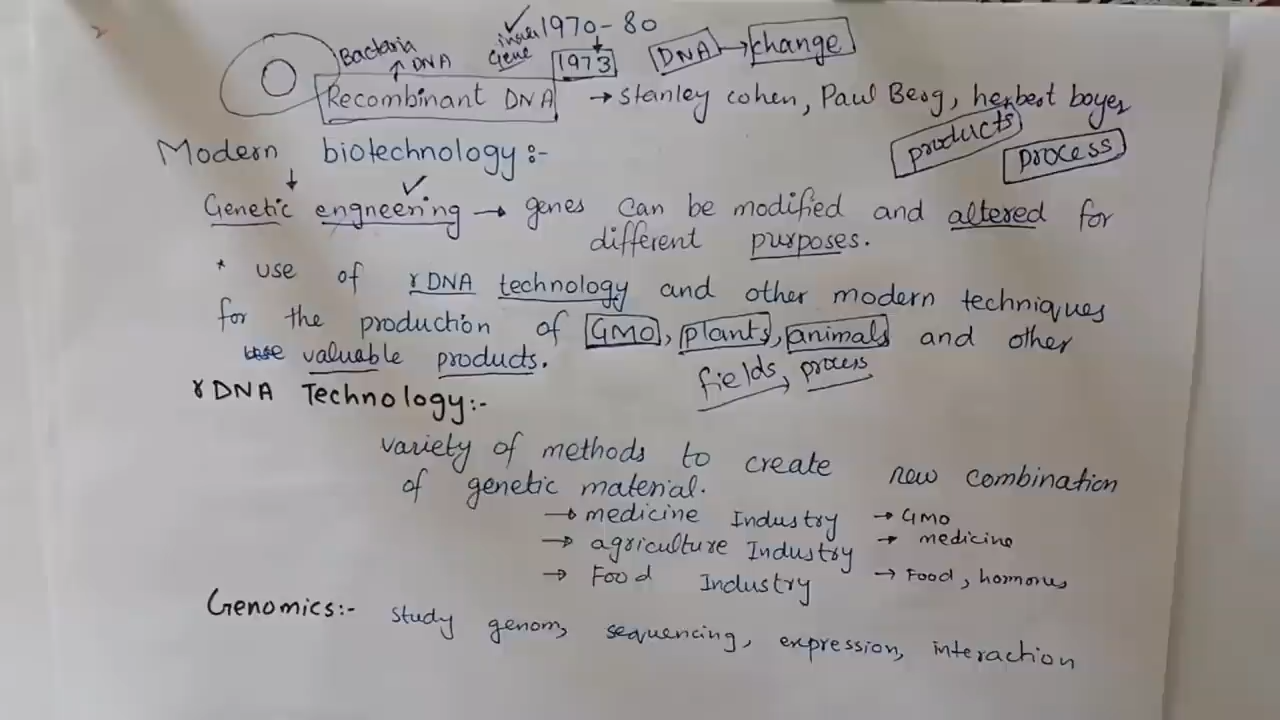 insert 1970-80
Bacteria
DNA
Gene
1973
DNA → change
Recombinant DNA → Stanley cohen, Paul Berg, herbert boyer
products
process
Modern biotechnology:-
Genetic engneering → genes can be modified and altered for
different purposes.
* use of rDNA technology and other modern techniques
for the production of GMO, plants, animals and other
valuable products.
fields, process
rDNA Technology:-
variety of methods to create new combination
of genetic material.
→ medicine Industry → GMO
→ agriculture Industry → medicine
→ Food Industry → Food, homones
Genomics:- study genom, sequencing, expression, interaction